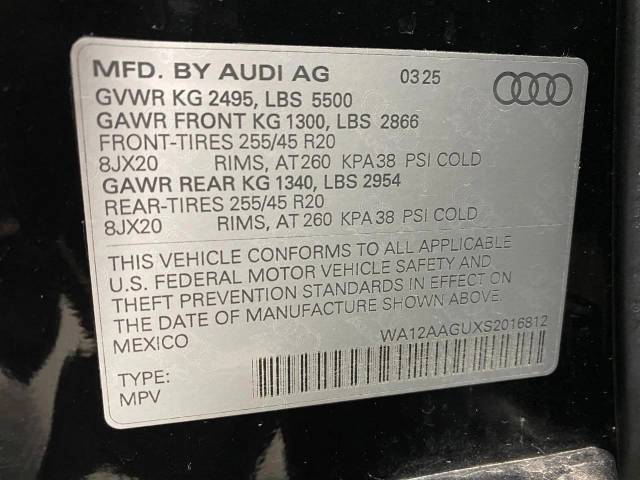 MFD. BY AUDI AG 03 25
GVWR KG 2495, LBS 5500
GAWR FRONT KG 1300, LBS 2866
FRONT-TIRES 255/45 R20
8JX20 RIMS, AT 260 KPA 38 PSI COLD
GAWR REAR KG 1340, LBS 2954
REAR-TIRES 255/45 R20
8JX20 RIMS, AT 260 KPA 38 PSI COLD
THIS VEHICLE CONFORMS TO ALL APPLICABLE
U.S. FEDERAL MOTOR VEHICLE SAFETY AND
THEFT PREVENTION STANDARDS IN EFFECT ON
THE DATE OF MANUFACTURE SHOWN ABOVE
MEXICO WA12AAGUXS2016812
TYPE:
MPV